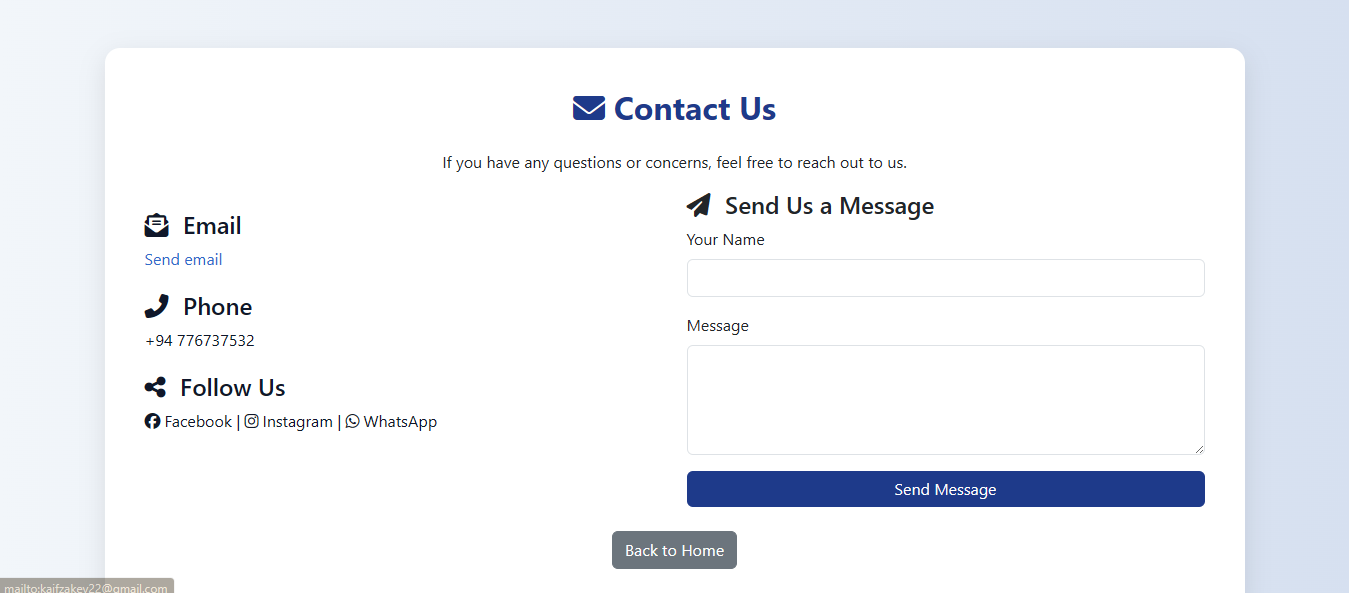 Contact Us
If you have any questions or concerns, feel free to reach out to us.
Email
Send email
Phone
+94 776737532
Follow Us
Facebook | Instagram | WhatsApp
Send Us a Message
Your Name
Message
Send Message
Back to Home
mailto:kaifzakey22@gmail.com